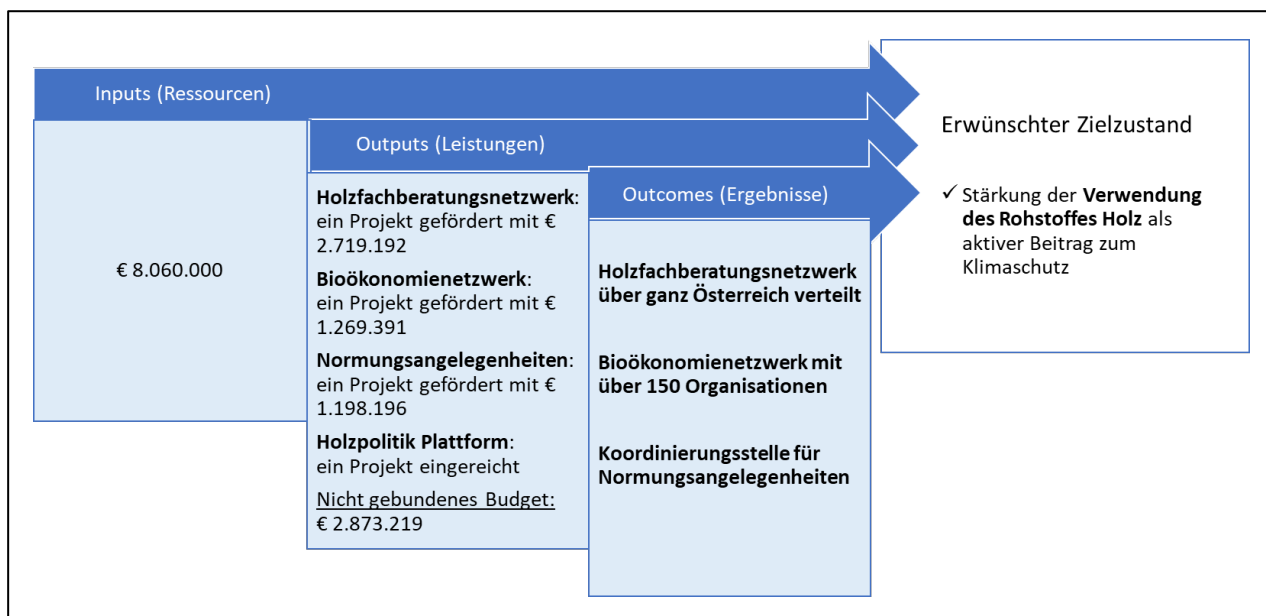 Inputs (Ressourcen)
€ 8.060.000
Outputs (Leistungen)
Holzfachberatungsnetzwerk:
ein Projekt gefördert mit €
2.719.192
Bioökonomienetzwerk:
ein Projekt gefördert mit €
1.269.391
Normungsangelegenheiten:
ein Projekt gefördert mit €
1.198.196
Holzpolitik Plattform:
ein Projekt eingereicht
Nicht gebundenes Budget:
€ 2.873.219
Outcomes (Ergebnisse)
Holzfachberatungsnetzwerk
über ganz Österreich verteilt
Bioökonomienetzwerk mit
über 150 Organisationen
Koordinierungsstelle für
Normungsangelegenheiten
Erwünschter Zielzustand
✓ Stärkung der Verwendung
des Rohstoffes Holz als
aktiver Beitrag zum
Klimaschutz